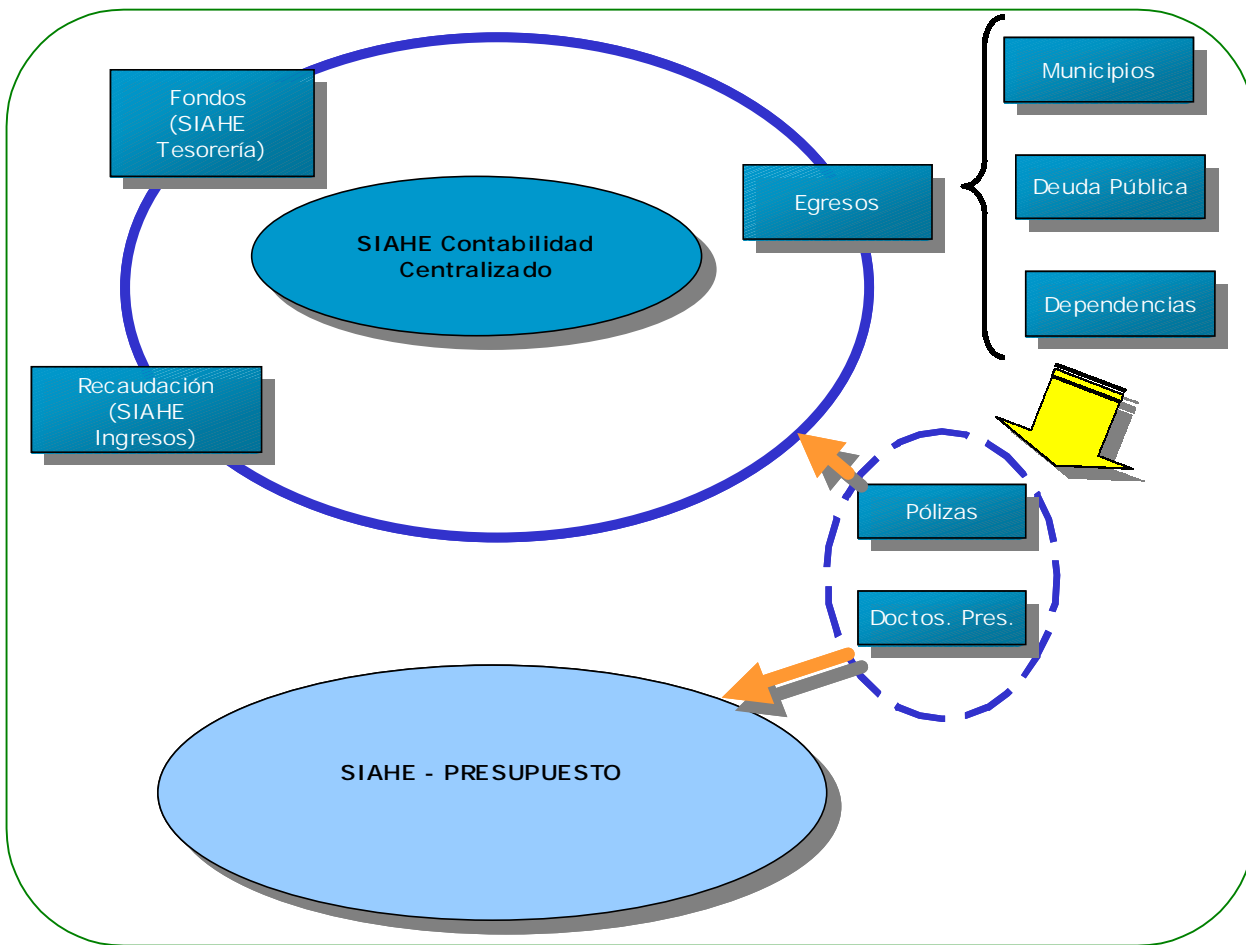 Fondos
(SIAHE
Tesorería)
Municipios
Deuda Pública
Egresos
SIAHE Contabilidad
Centralizado
Dependencias
Recaudación
(SIAHE
Ingresos)
Pólizas
Doctos. Pres.
SIAHE - PRESUPUESTO